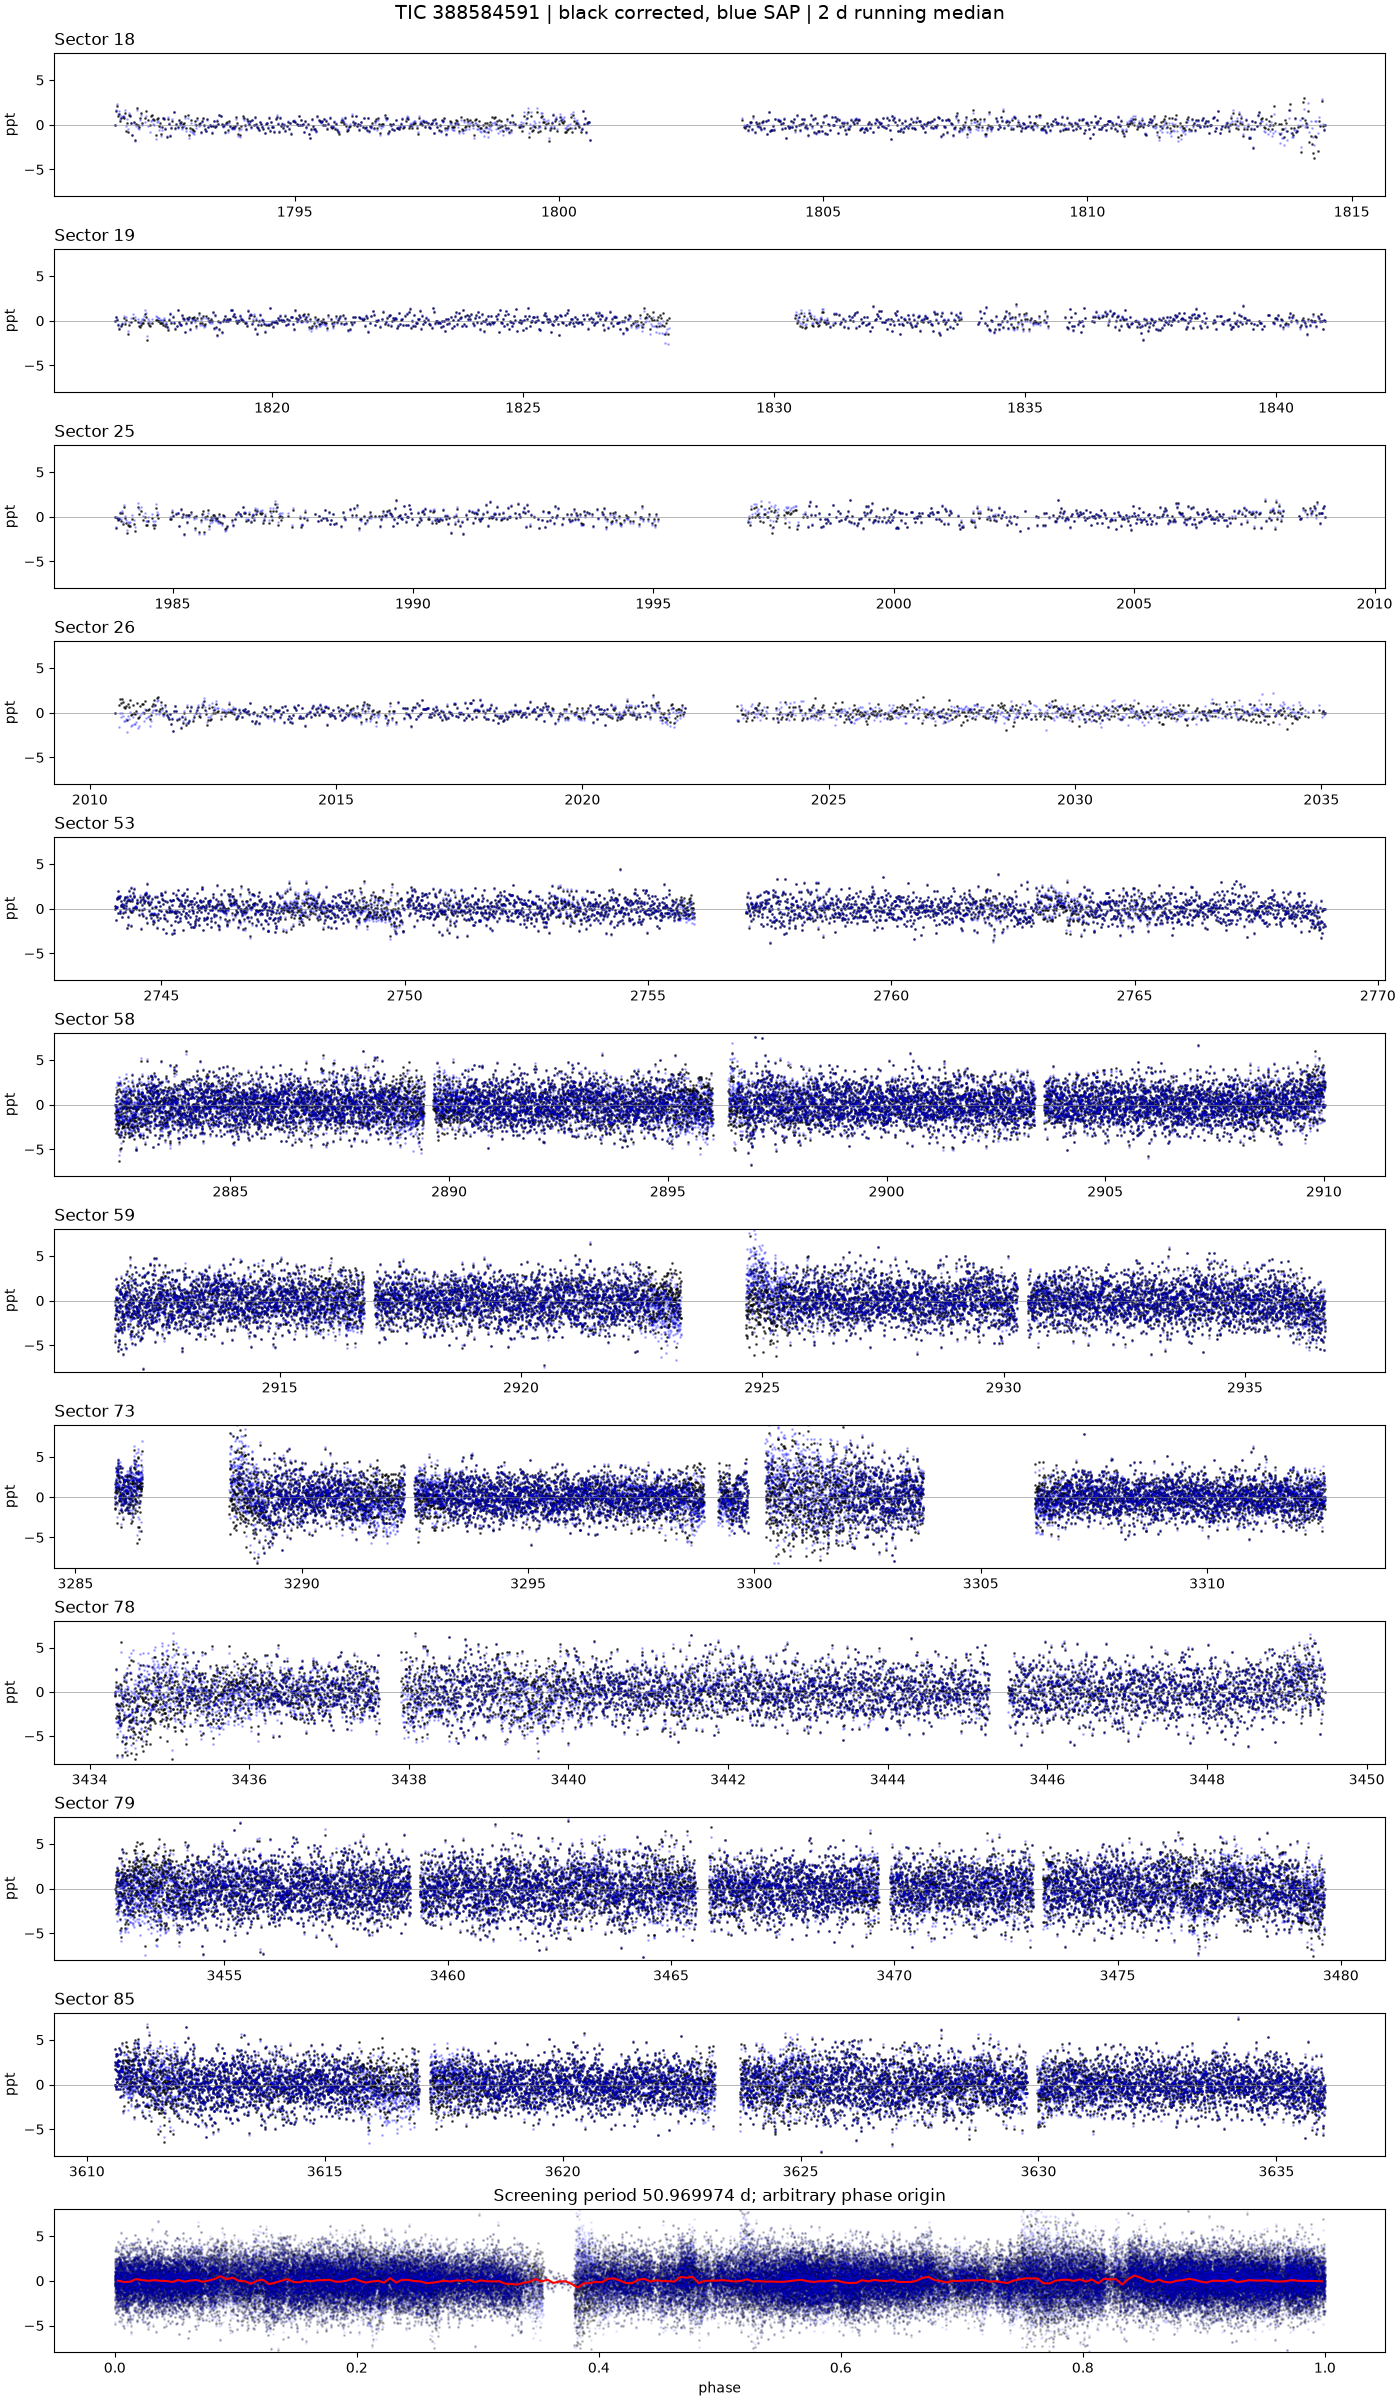 TIC 388584591 | black corrected, blue SAP | 2 d running median
Sector 18
5
0
−5
ppt
1795 1800 1805 1810 1815
Sector 19
5
0
−5
ppt
1820 1825 1830 1835 1840
Sector 25
5
0
−5
ppt
1985 1990 1995 2000 2005 2010
Sector 26
5
0
−5
ppt
2010 2015 2020 2025 2030 2035
Sector 53
5
0
−5
ppt
2745 2750 2755 2760 2765 2770
Sector 58
5
0
−5
ppt
2885 2890 2895 2900 2905 2910
Sector 59
5
0
−5
ppt
2915 2920 2925 2930 2935
Sector 73
5
0
−5
ppt
3285 3290 3295 3300 3305 3310
Sector 78
5
0
−5
ppt
3434 3436 3438 3440 3442 3444 3446 3448 3450
Sector 79
5
0
−5
ppt
3455 3460 3465 3470 3475 3480
Sector 85
5
0
−5
ppt
3610 3615 3620 3625 3630 3635
Screening period 50.969974 d; arbitrary phase origin
5
0
−5
ppt
0.0 0.2 0.4 0.6 0.8 1.0
phase